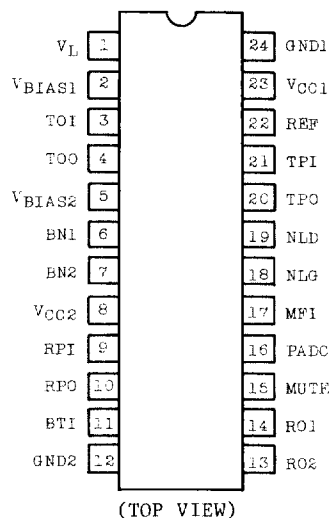 V_L 1 24 GND1
V_BIAS1 2 23 V_CC1
TOI 3 22 REF
TOO 4 21 TPI
V_BIAS2 5 20 TPO
BN1 6 19 NLD
BN2 7 18 NLG
V_CC2 8 17 MFI
RPI 9 16 PADC
RPO 10 15 MUTE
BTI 11 14 RO1
GND2 12 13 RO2
(TOP VIEW)